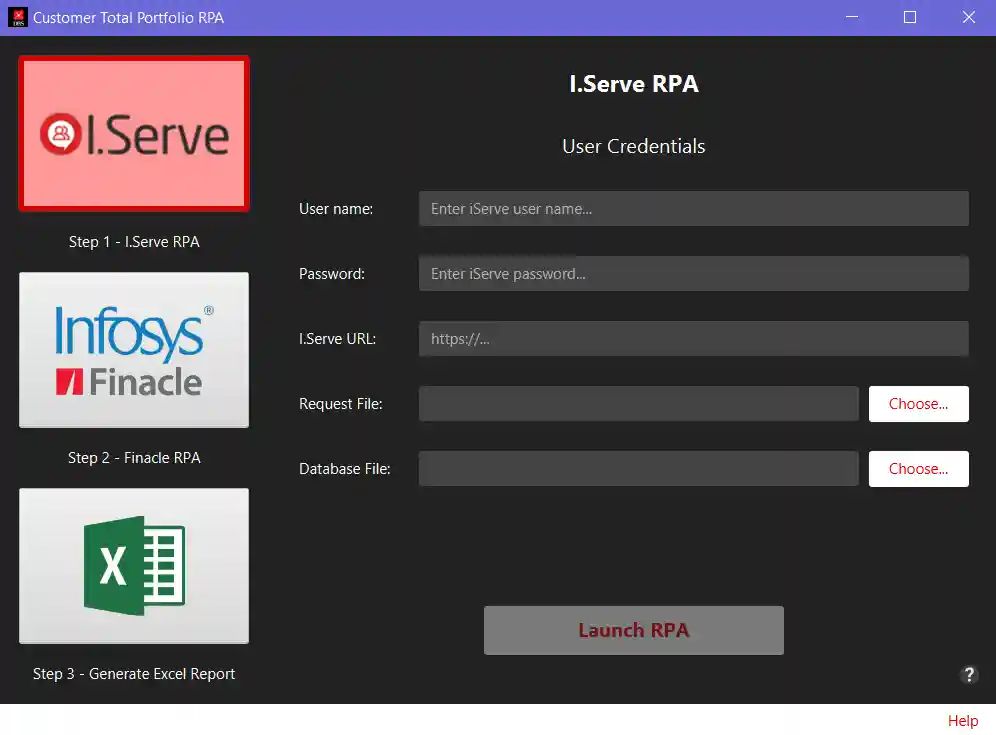 DBS
Customer Total Portfolio RPA
I.Serve
Step 1 - I.Serve RPA
Infosys®
Finacle
Step 2 - Finacle RPA
X
Step 3 - Generate Excel Report
I.Serve RPA
User Credentials
User name: Enter iServe user name...
Password: Enter iServe password...
I.Serve URL: https://...
Request File: Choose...
Database File: Choose...
Launch RPA
?
Help